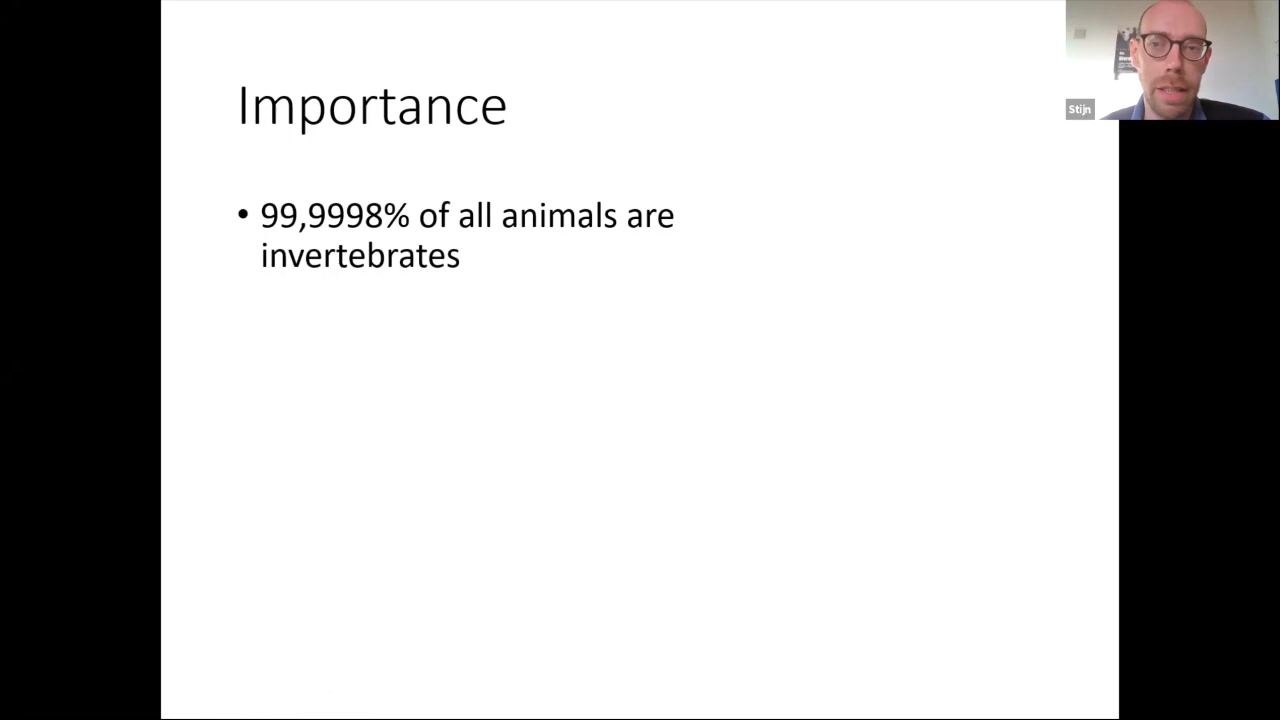 Importance
• 99,9998% of all animals are
invertebrates
Stijn